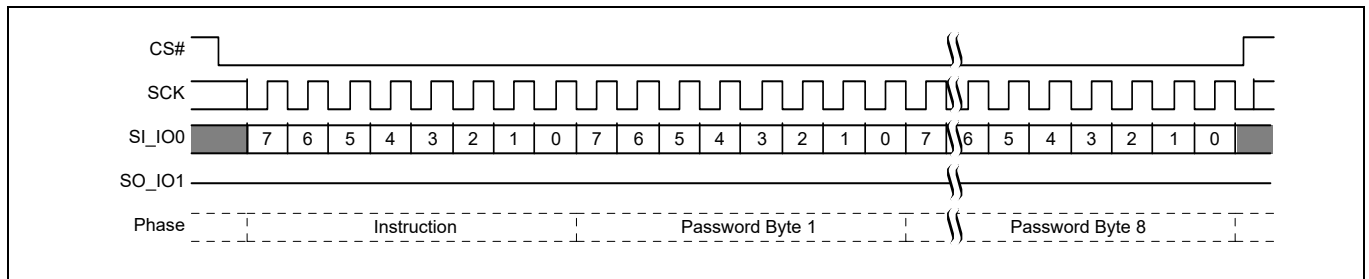 CS#
SCK
SI_IO0 7 6 5 4 3 2 1 0 7 6 5 4 3 2 1 0 7 6 5 4 3 2 1 0
SO_IO1
Phase Instruction Password Byte 1 Password Byte 8